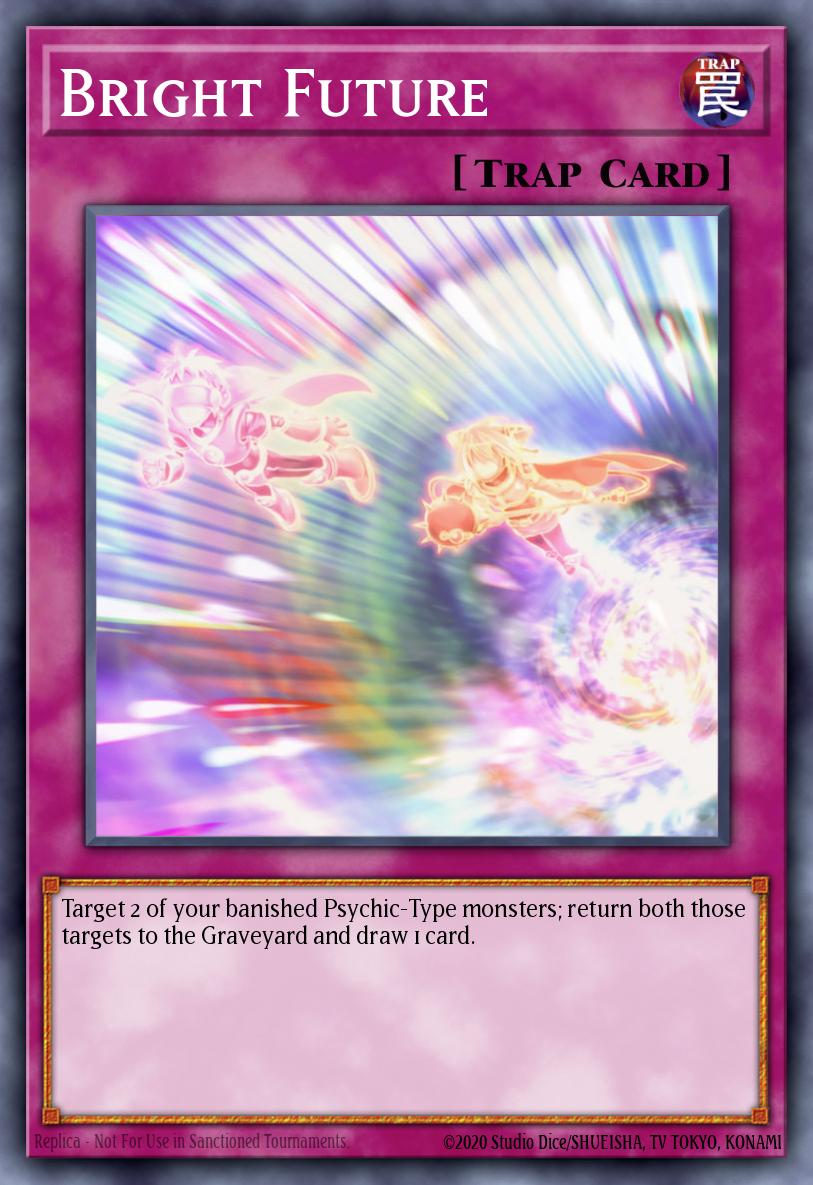 Bright Future
TRAP
罠
[Trap Card]
Target 2 of your banished Psychic-Type monsters; return both those
targets to the Graveyard and draw 1 card.
Replica - Not For Use in Sanctioned Tournaments.
©2020 Studio Dice/SHUEISHA, TV TOKYO, KONAMI